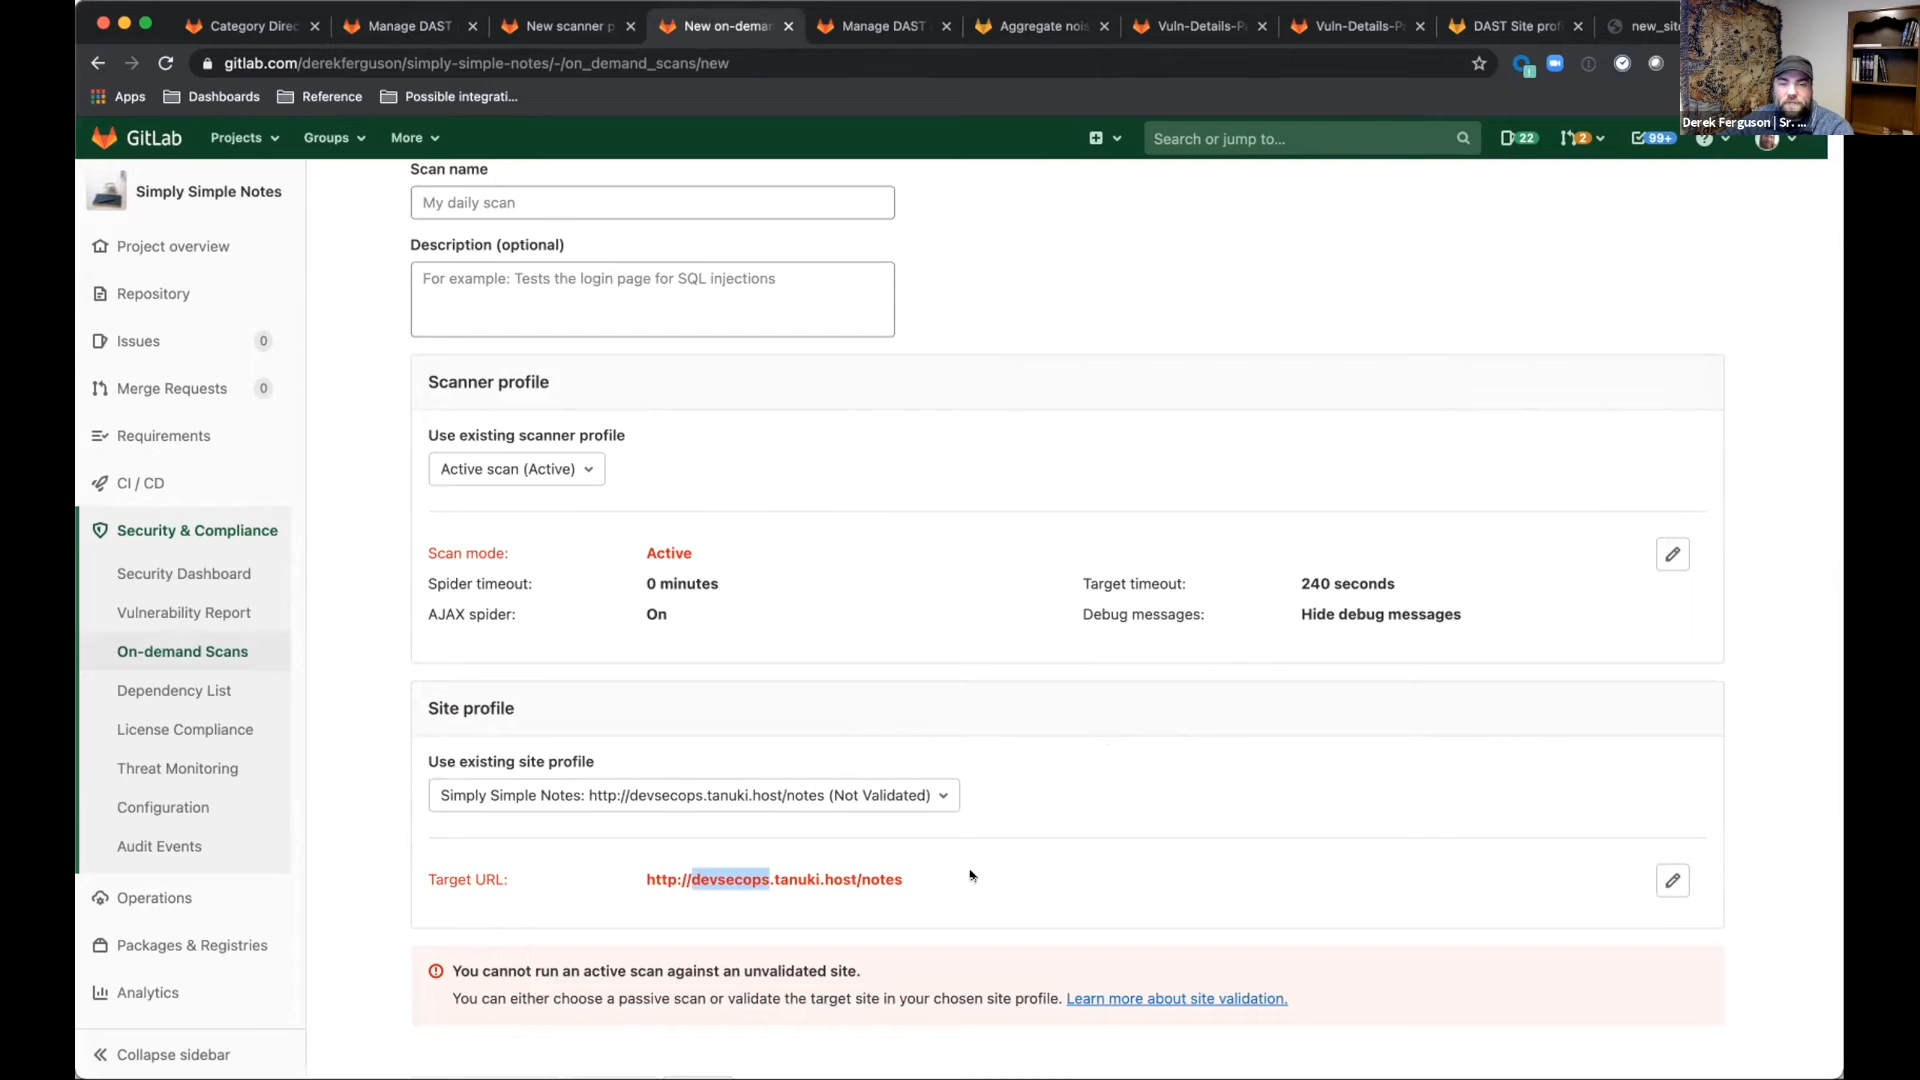 Category Direc
Manage DAST
New scanner p
New on-deman
Manage DAST
Aggregate nois
Vuln-Details-Pa
Vuln-Details-Pa
DAST Site profi
new_sit
gitlab.com/derekferguson/simply-simple-notes/-/on_demand_scans/new
Apps
Dashboards
Reference
Possible integrati...
Derek Ferguson | Sr. ...
GitLab
Projects
Groups
More
Search or jump to...
22
2
99+
Simply Simple Notes
Project overview
Repository
Issues 0
Merge Requests 0
Requirements
CI / CD
Security & Compliance
Security Dashboard
Vulnerability Report
On-demand Scans
Dependency List
License Compliance
Threat Monitoring
Configuration
Audit Events
Operations
Packages & Registries
Analytics
Collapse sidebar
Scan name
My daily scan
Description (optional)
For example: Tests the login page for SQL injections
Scanner profile
Use existing scanner profile
Active scan (Active)
Scan mode: Active
Spider timeout: 0 minutes Target timeout: 240 seconds
AJAX spider: On Debug messages: Hide debug messages
Site profile
Use existing site profile
Simply Simple Notes: http://devsecops.tanuki.host/notes (Not Validated)
Target URL: http://devsecops.tanuki.host/notes
You cannot run an active scan against an unvalidated site.
You can either choose a passive scan or validate the target site in your chosen site profile. Learn more about site validation.